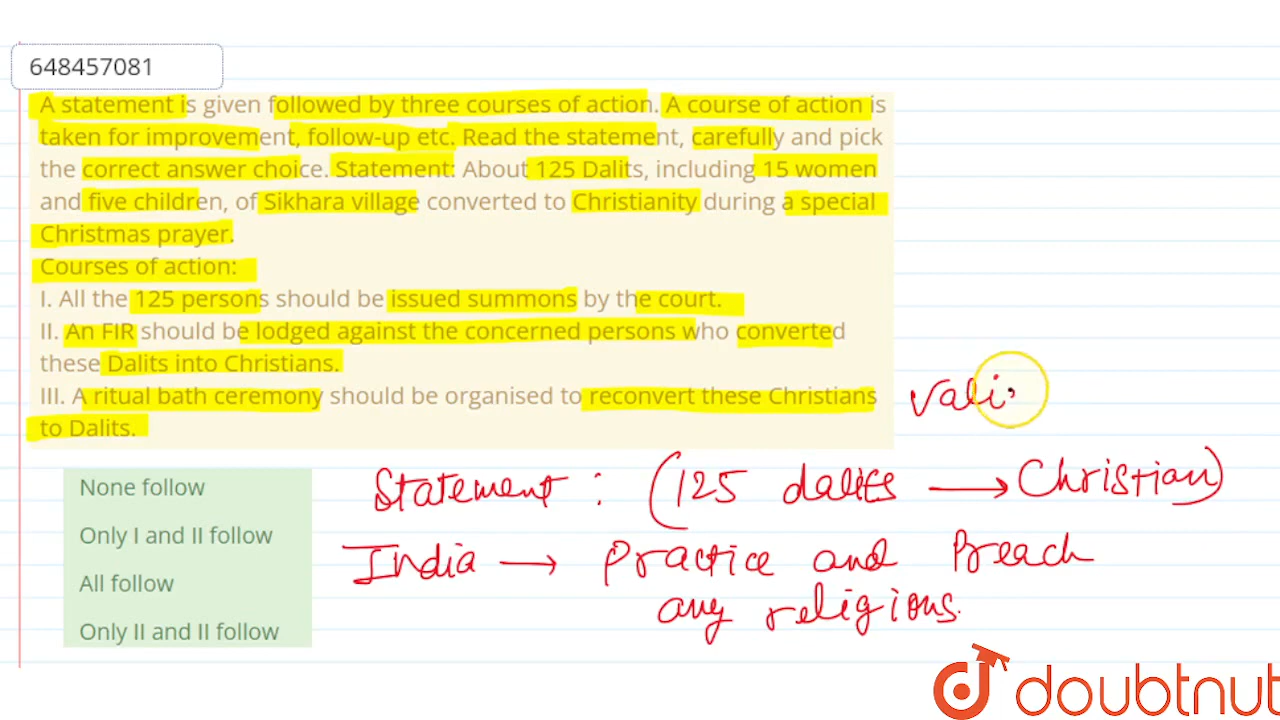 648457081
A statement is given followed by three courses of action. A course of action is
taken for improvement, follow-up etc. Read the statement, carefully and pick
the correct answer choice. Statement: About 125 Dalits, including 15 women
and five children, of Sikhara village converted to Christianity during a special
Christmas prayer.
Courses of action:
I. All the 125 persons should be issued summons by the court.
II. An FIR should be lodged against the concerned persons who converted
these Dalits into Christians.
III. A ritual bath ceremony should be organised to reconvert these Christians
to Dalits.
Vali
None follow
Only I and II follow
All follow
Only II and II follow
Statement : (125 dalits → Christian)
India → Practice and Preach
any religions.
doubtnut